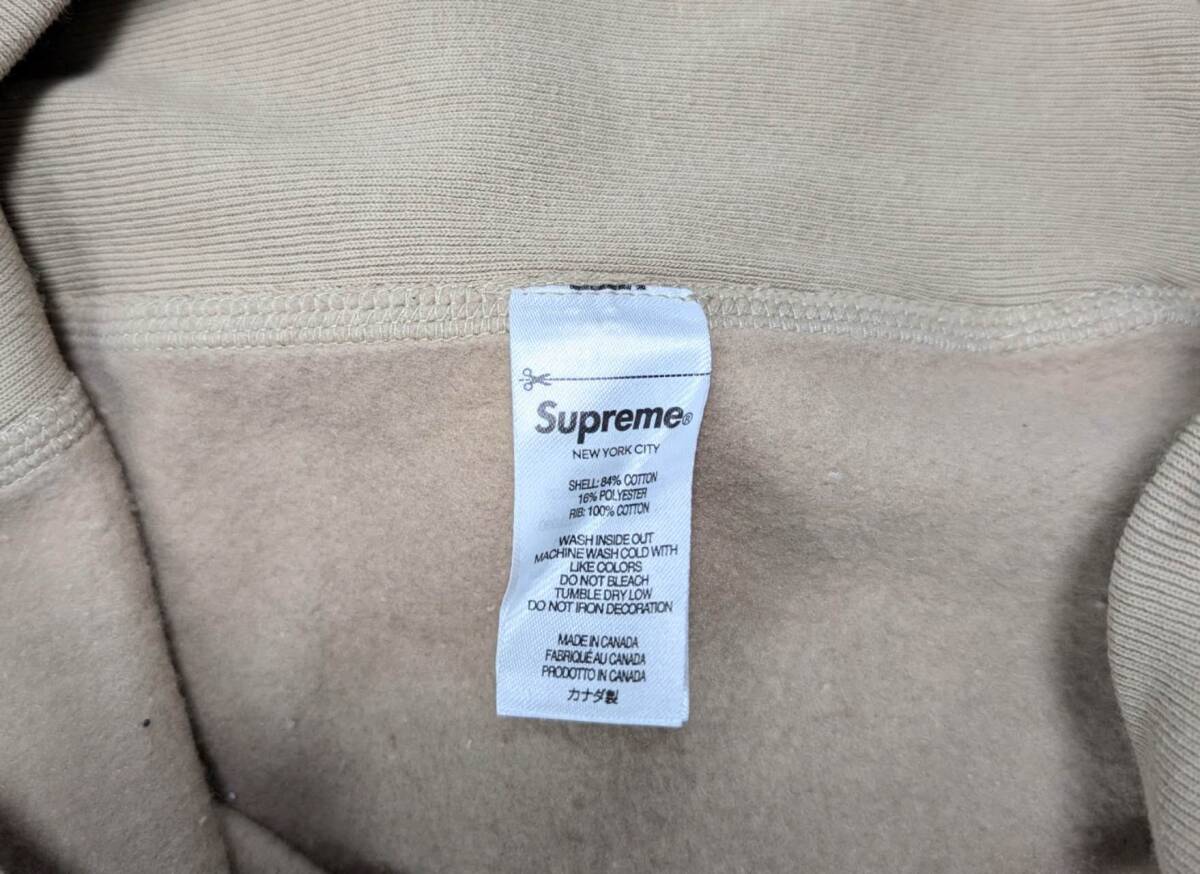 Supreme®
NEW YORK CITY
SHELL: 84% COTTON
16% POLYESTER
RIB: 100% COTTON
WASH INSIDE OUT
MACHINE WASH COLD WITH
LIKE COLORS
DO NOT BLEACH
TUMBLE DRY LOW
DO NOT IRON DECORATION
MADE IN CANADA
FABRIQUÉ AU CANADA
PRODOTTO IN CANADA
カナダ製